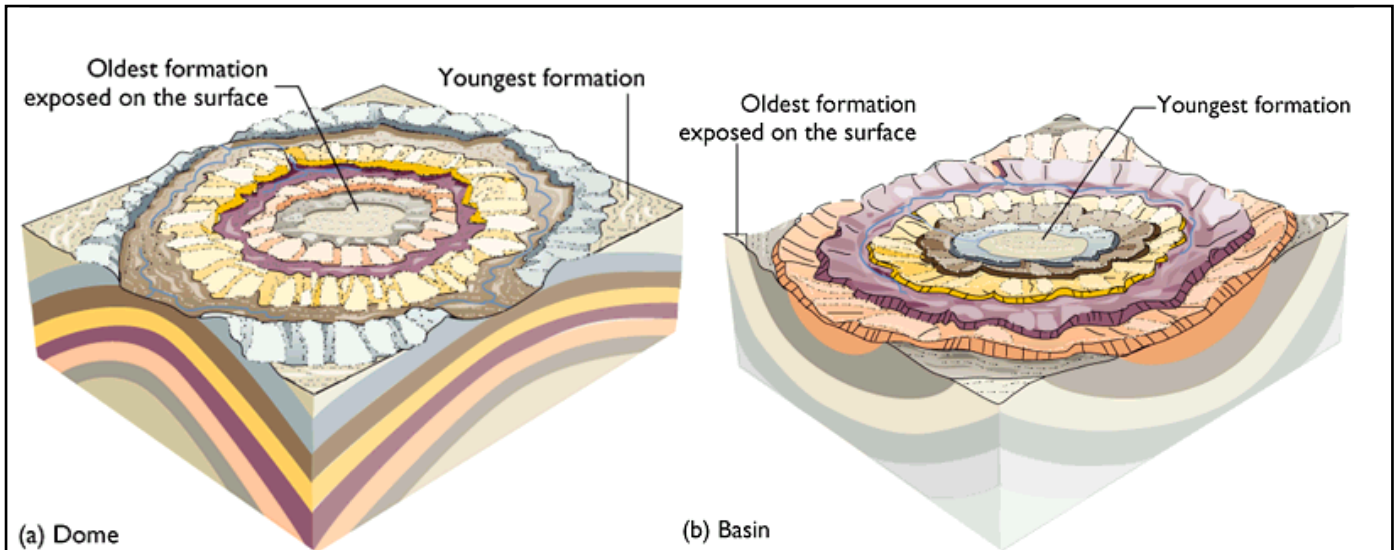 Oldest formation
exposed on the surface
Youngest formation
(a) Dome
Oldest formation
exposed on the surface
Youngest formation
(b) Basin